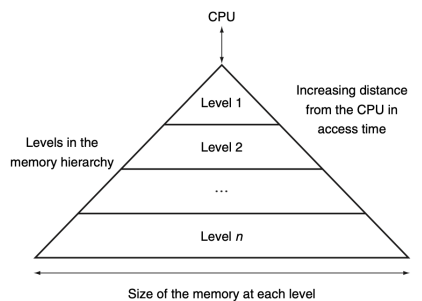 CPU
Increasing distance
from the CPU in
access time
Level 1
Levels in the
memory hierarchy
Level 2
...
Level n
Size of the memory at each level